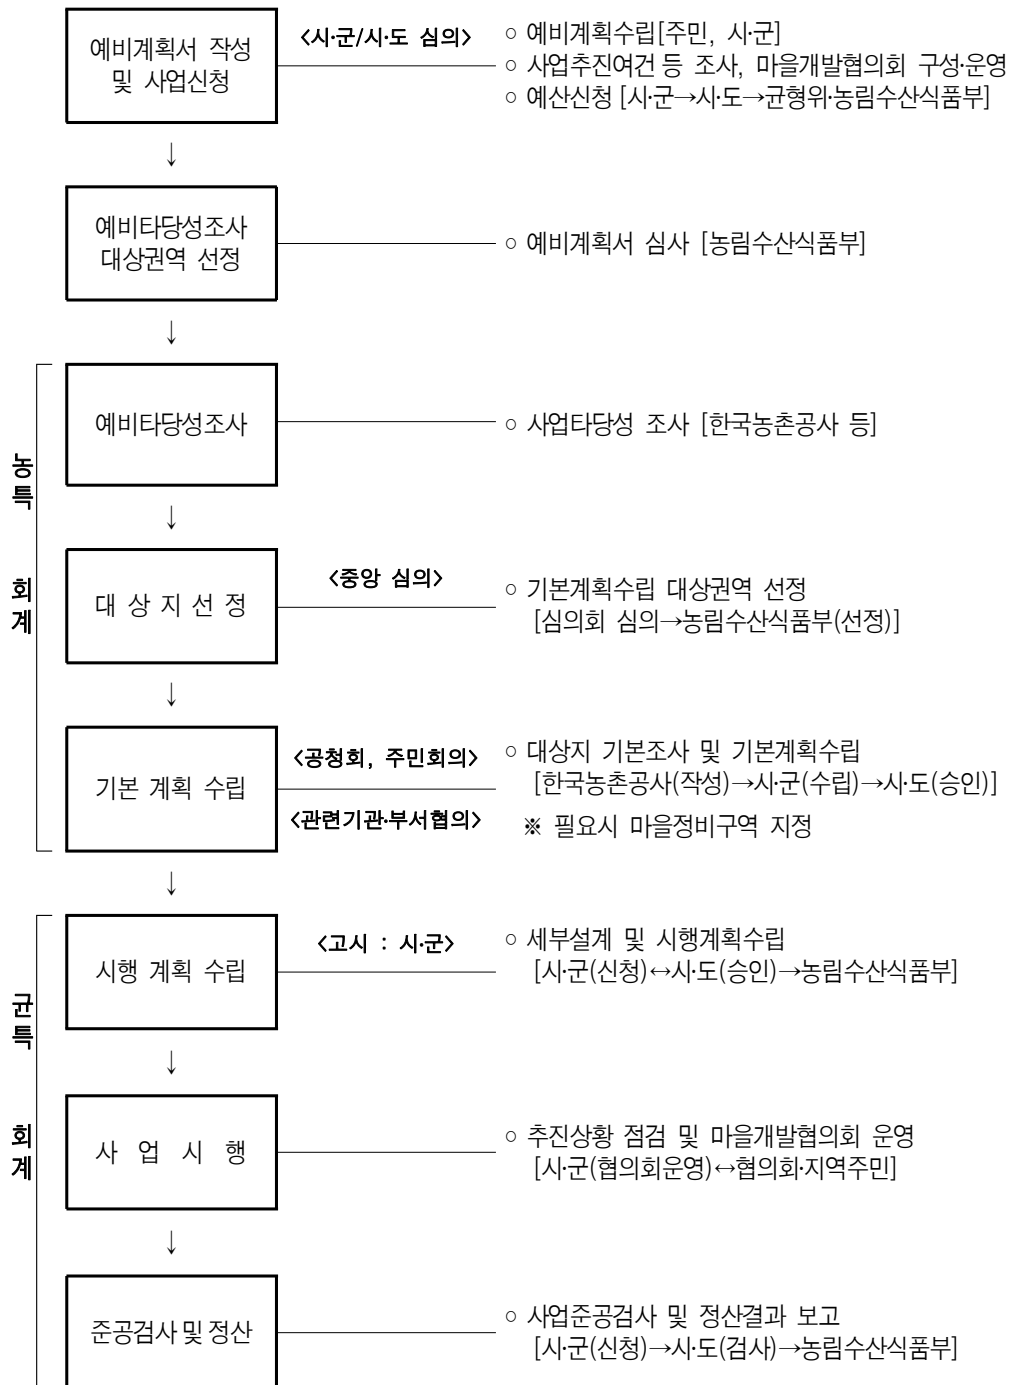 예비계획서 작성
및 사업신청
<시·군/시·도 심의>
○ 예비계획수립[주민, 시·군]
○ 사업추진여건 등 조사, 마을개발협의회 구성·운영
○ 예산신청 [시·군→시·도→균형위·농림수산식품부]
↓
예비타당성조사
대상권역 선정
○ 예비계획서 심사 [농림수산식품부]
↓
농특
회계
예비타당성조사
○ 사업타당성 조사 [한국농촌공사 등]
↓
대 상 지 선 정
<중앙 심의>
○ 기본계획수립 대상권역 선정
[심의회 심의→농림수산식품부(선정)]
↓
기본 계획 수립
<공청회, 주민회의>
<관련기관·부서협의>
○ 대상지 기본조사 및 기본계획수립
[한국농촌공사(작성)→시·군(수립)→시·도(승인)]
※ 필요시 마을정비구역 지정
↓
균특
회계
시행 계획 수립
<고시 : 시·군>
○ 세부설계 및 시행계획수립
[시·군(신청)↔시·도(승인)→농림수산식품부]
↓
사 업 시 행
○ 추진상황 점검 및 마을개발협의회 운영
[시·군(협의회운영)↔협의회·지역주민]
↓
준공검사 및 정산
○ 사업준공검사 및 정산결과 보고
[시·군(신청)→시·도(검사)→농림수산식품부]